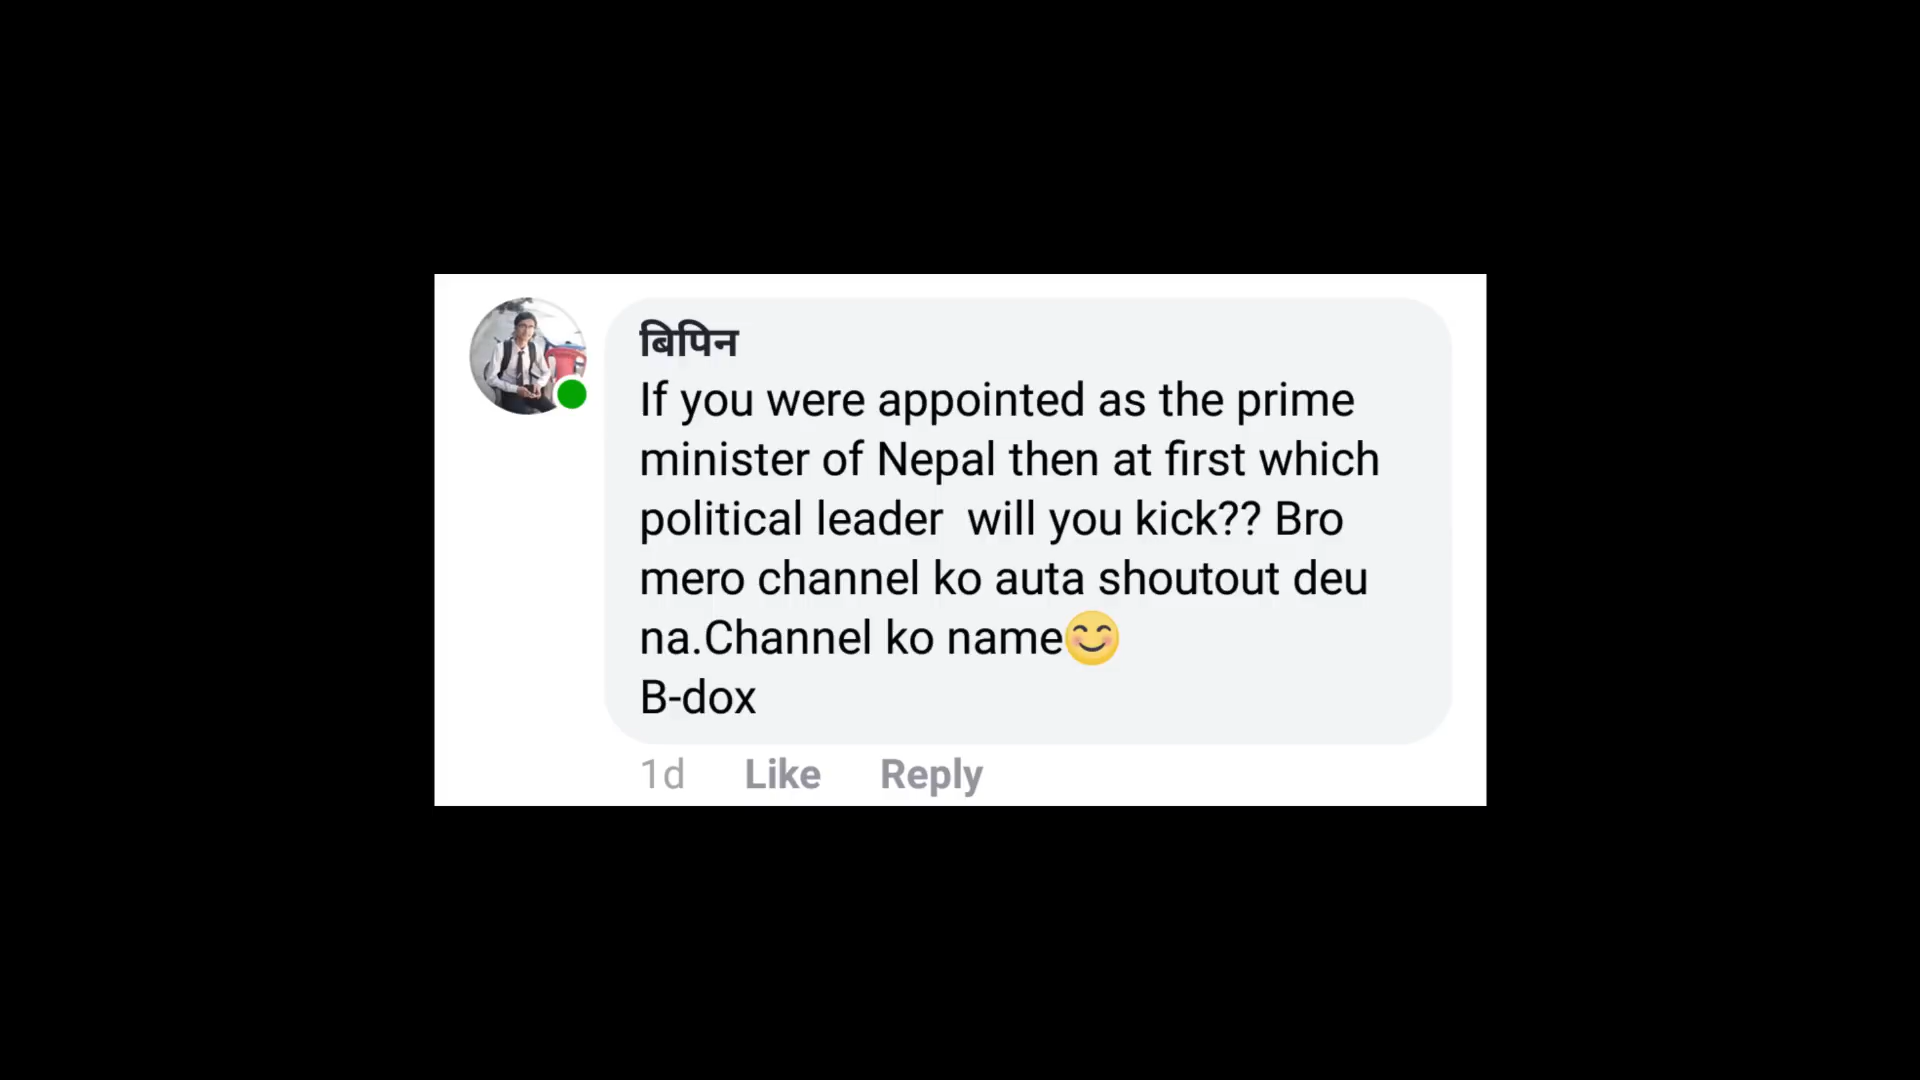 बिपिन
If you were appointed as the prime
minister of Nepal then at first which
political leader  will you kick?? Bro
mero channel ko auta shoutout deu
na.Channel ko name😊
B-dox
1d Like Reply